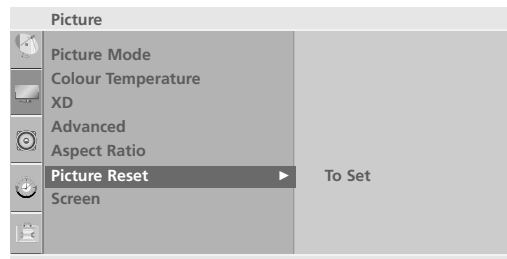 Picture
Picture Mode
Colour Temperature
XD
Advanced
Aspect Ratio
Picture Reset ► To Set
Screen